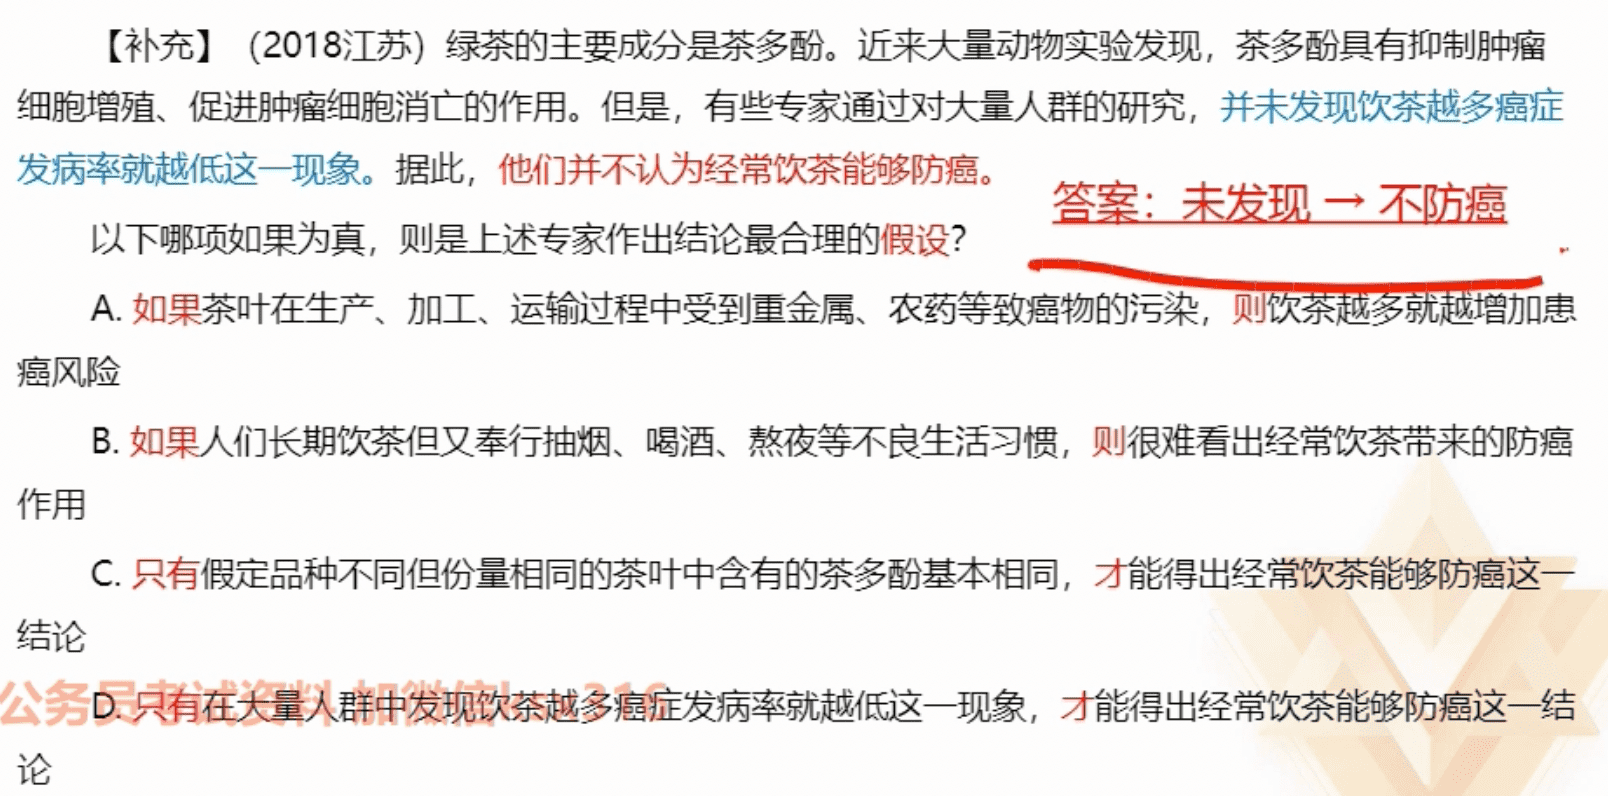 【补充】（2018江苏）绿茶的主要成分是茶多酚。近来大量动物实验发现，茶多酚具有抑制肿瘤
细胞增殖、促进肿瘤细胞消亡的作用。但是，有些专家通过对大量人群的研究，并未发现饮茶越多癌症
发病率就越低这一现象。据此，他们并不认为经常饮茶能够防癌。
答案：未发现 → 不防癌
以下哪项如果为真，则是上述专家作出结论最合理的假设？
A. 如果茶叶在生产、加工、运输过程中受到重金属、农药等致癌物的污染，则饮茶越多就越增加患
癌风险
B. 如果人们长期饮茶但又奉行抽烟、喝酒、熬夜等不良生活习惯，则很难看出经常饮茶带来的防癌
作用
C. 只有假定品种不同但份量相同的茶叶中含有的茶多酚基本相同，才能得出经常饮茶能够防癌这一
结论
D. 只有在大量人群中发现饮茶越多癌症发病率就越低这一现象，才能得出经常饮茶能够防癌这一结
论
公务员考试资料 加微信